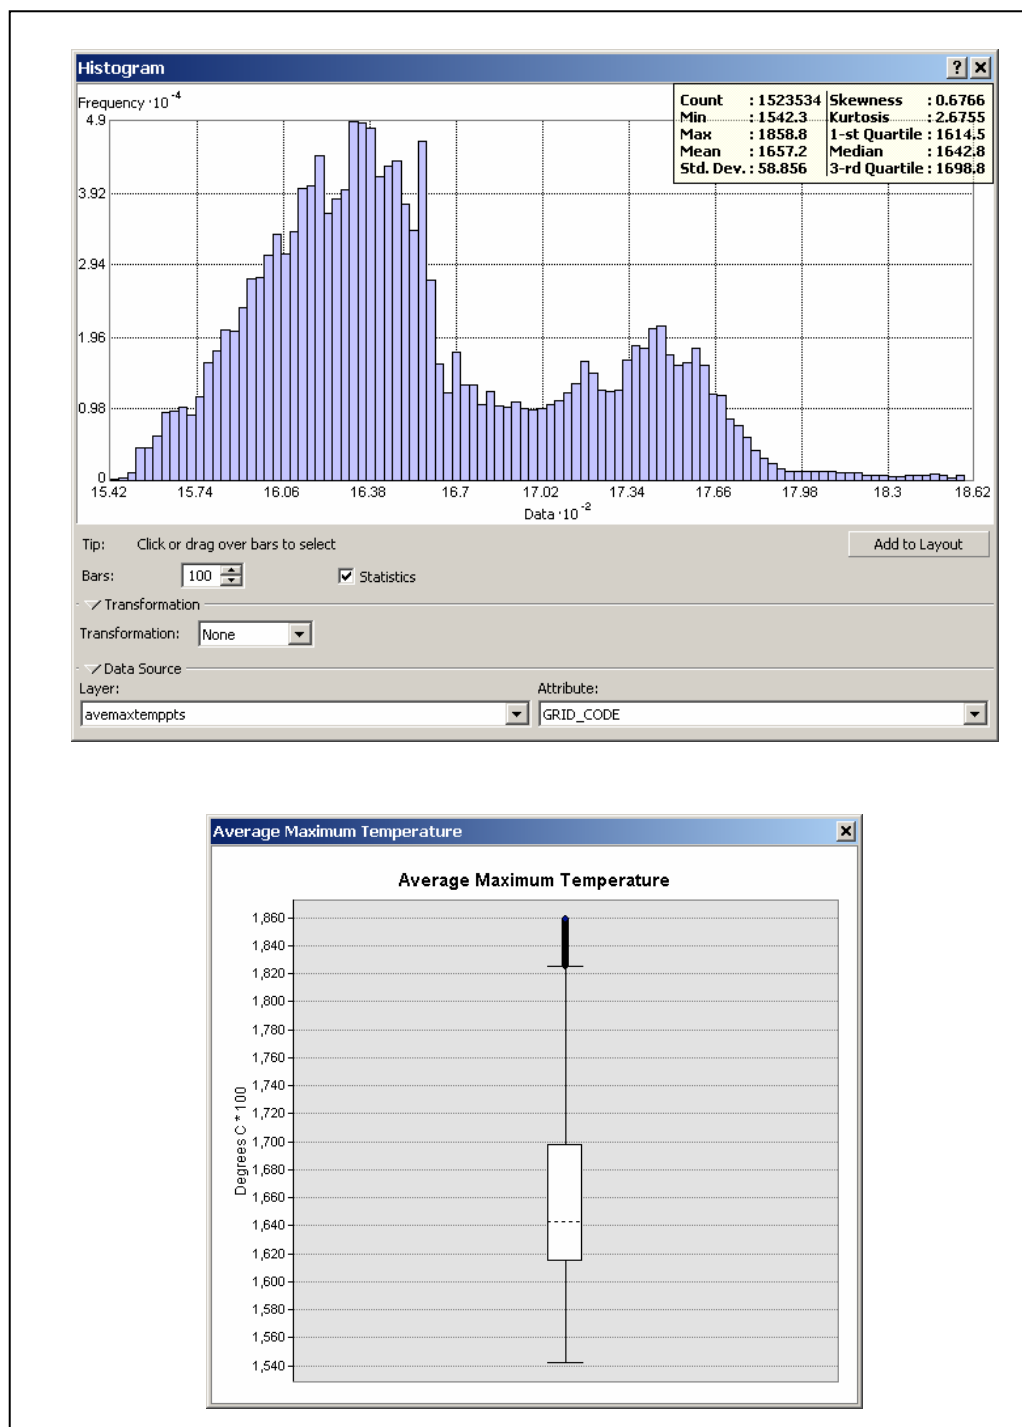 Histogram
Frequency ·10 -4
Count : 1523534 Skewness : 0.6766
Min : 1542.3 Kurtosis : 2.6755
Max : 1858.8 1-st Quartile : 1614.5
Mean : 1657.2 Median : 1642.8
Std. Dev. : 58.856 3-rd Quartile : 1698.8
4.9
3.92
2.94
1.96
0.98
0
15.42 15.74 16.06 16.38 16.7 17.02 17.34 17.66 17.98 18.3 18.62
Data ·10 -2
Tip: Click or drag over bars to select
Add to Layout
Bars: 100 Statistics
Transformation
Transformation: None
Data Source
Layer: Attribute:
avemaxtemppts GRID_CODE
Average Maximum Temperature
Average Maximum Temperature
1,860
1,840
1,820
1,800
1,780
1,760
1,740
1,720
1,700
1,680
1,660
1,640
1,620
1,600
1,580
1,560
1,540
Degrees C * 100